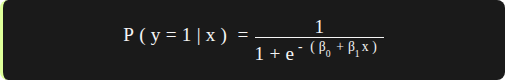 P ( y = 1 | x ) = 1 / 1 + e^{- ( β₀ + β₁x )}